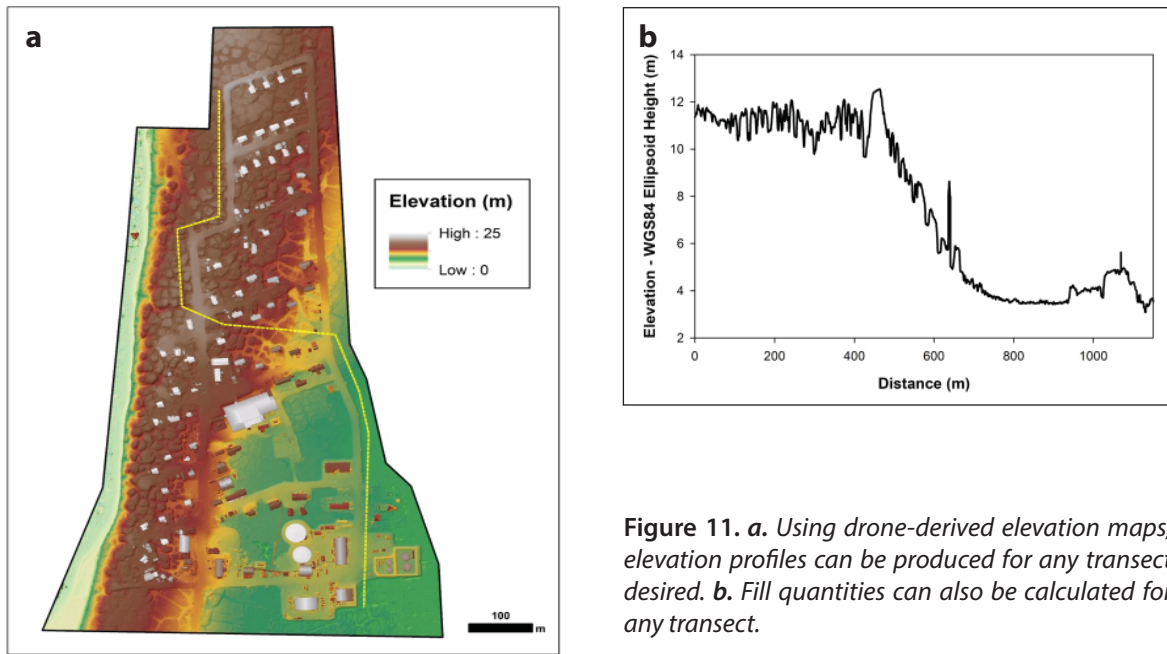 a
Elevation (m)
High : 25
Low : 0
100
m
b
Elevation - WGS84 Ellipsoid Height (m)
14
12
10
8
6
4
2
0
200
400
600
800
1000
Distance (m)
Figure 11. a. Using drone-derived elevation maps,
elevation profiles can be produced for any transect
desired. b. Fill quantities can also be calculated for
any transect.